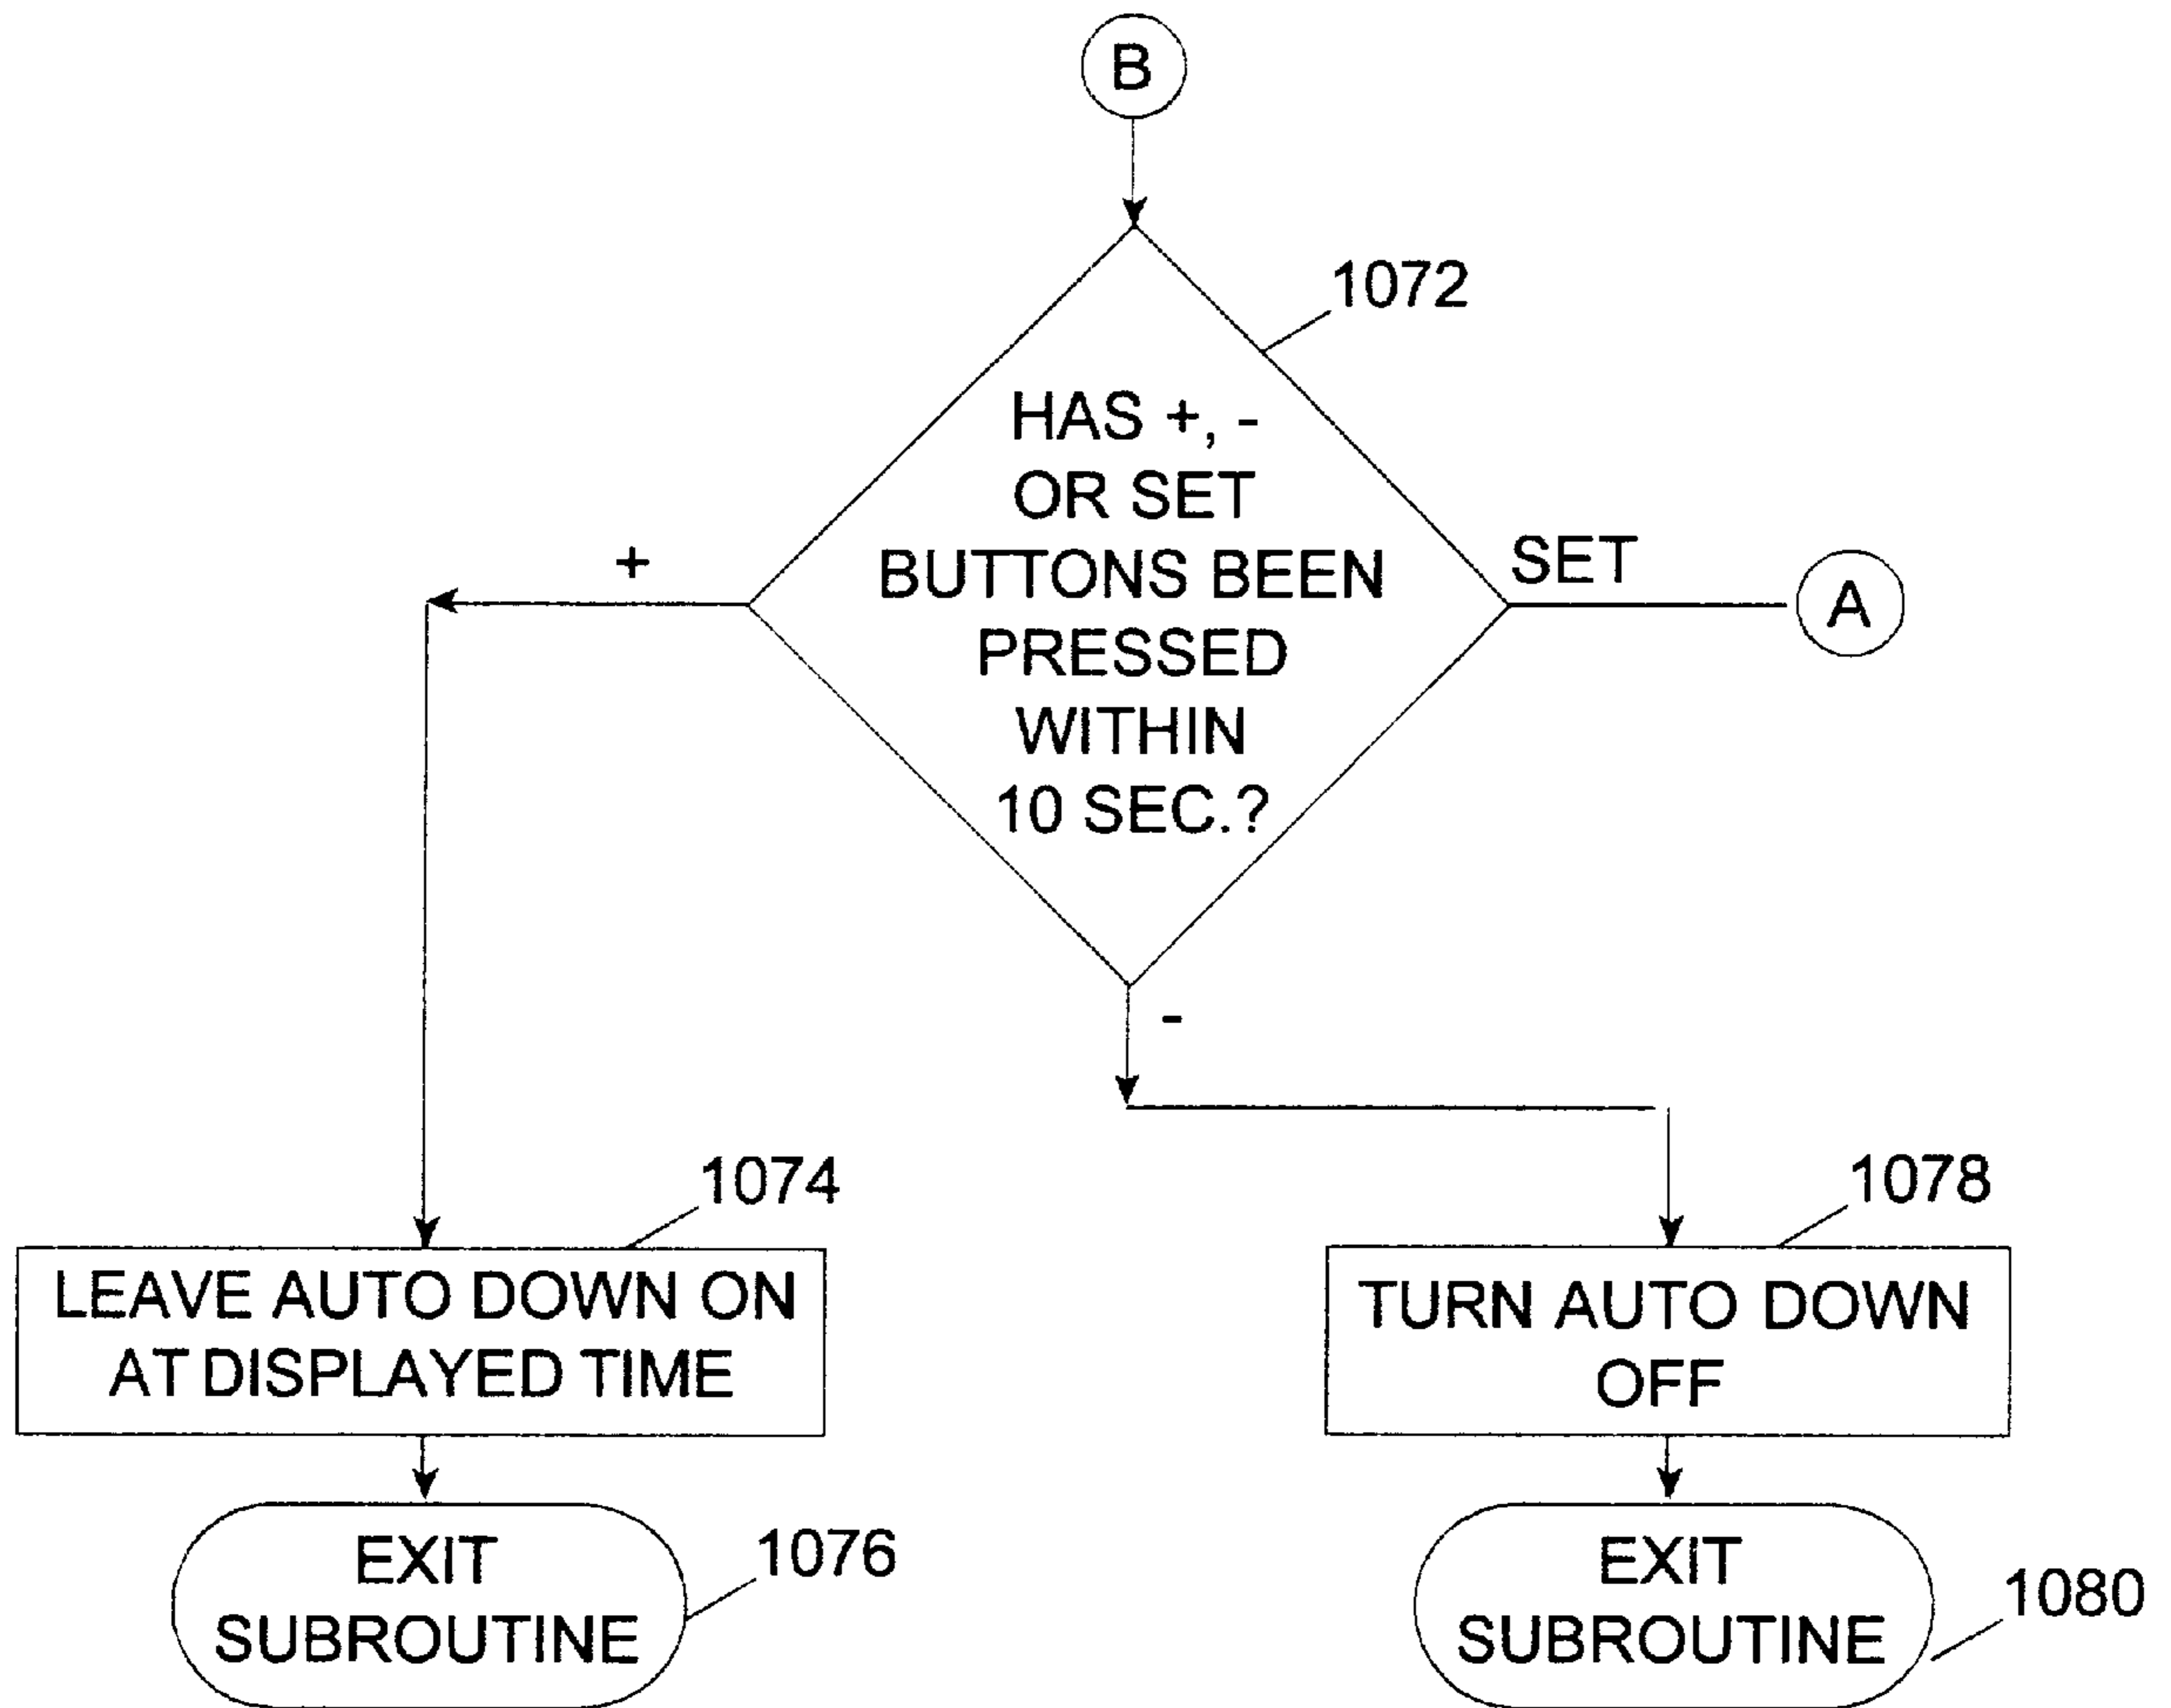 B
1072
HAS +, -
OR SET
BUTTONS BEEN
PRESSED
WITHIN
10 SEC.?
+
SET
A
-
1074
LEAVE AUTO DOWN ON
AT DISPLAYED TIME
1078
TURN AUTO DOWN
OFF
EXIT
SUBROUTINE
1076
EXIT
SUBROUTINE
1080